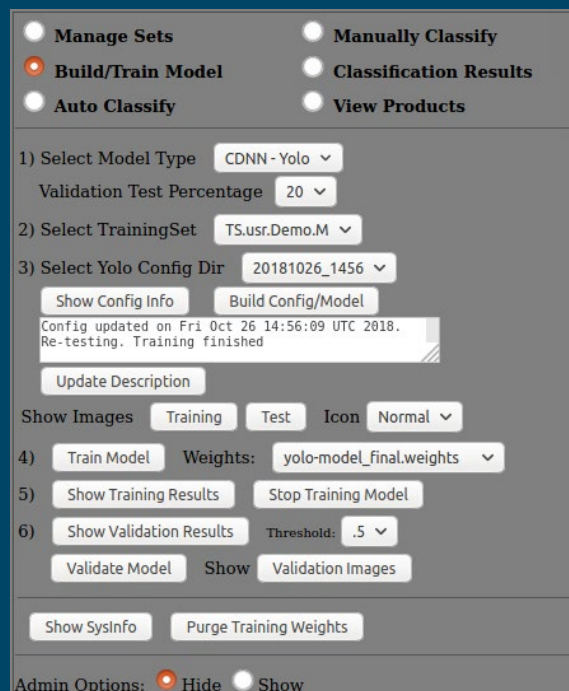 Manage Sets Manually Classify
Build/Train Model Classification Results
Auto Classify View Products
1) Select Model Type CDNN - Yolo
Validation Test Percentage 20
2) Select TrainingSet TS.usr.Demo.M
3) Select Yolo Config Dir 20181026_1456
Show Config Info Build Config/Model
Config updated on Fri Oct 26 14:56:09 UTC 2018.
Re-testing. Training finished
Update Description
Show Images Training Test Icon Normal
4) Train Model Weights: yolo-model_final.weights
5) Show Training Results Stop Training Model
6) Show Validation Results Threshold: .5
Validate Model Show Validation Images
Show SysInfo Purge Training Weights
Admin Options: Hide Show